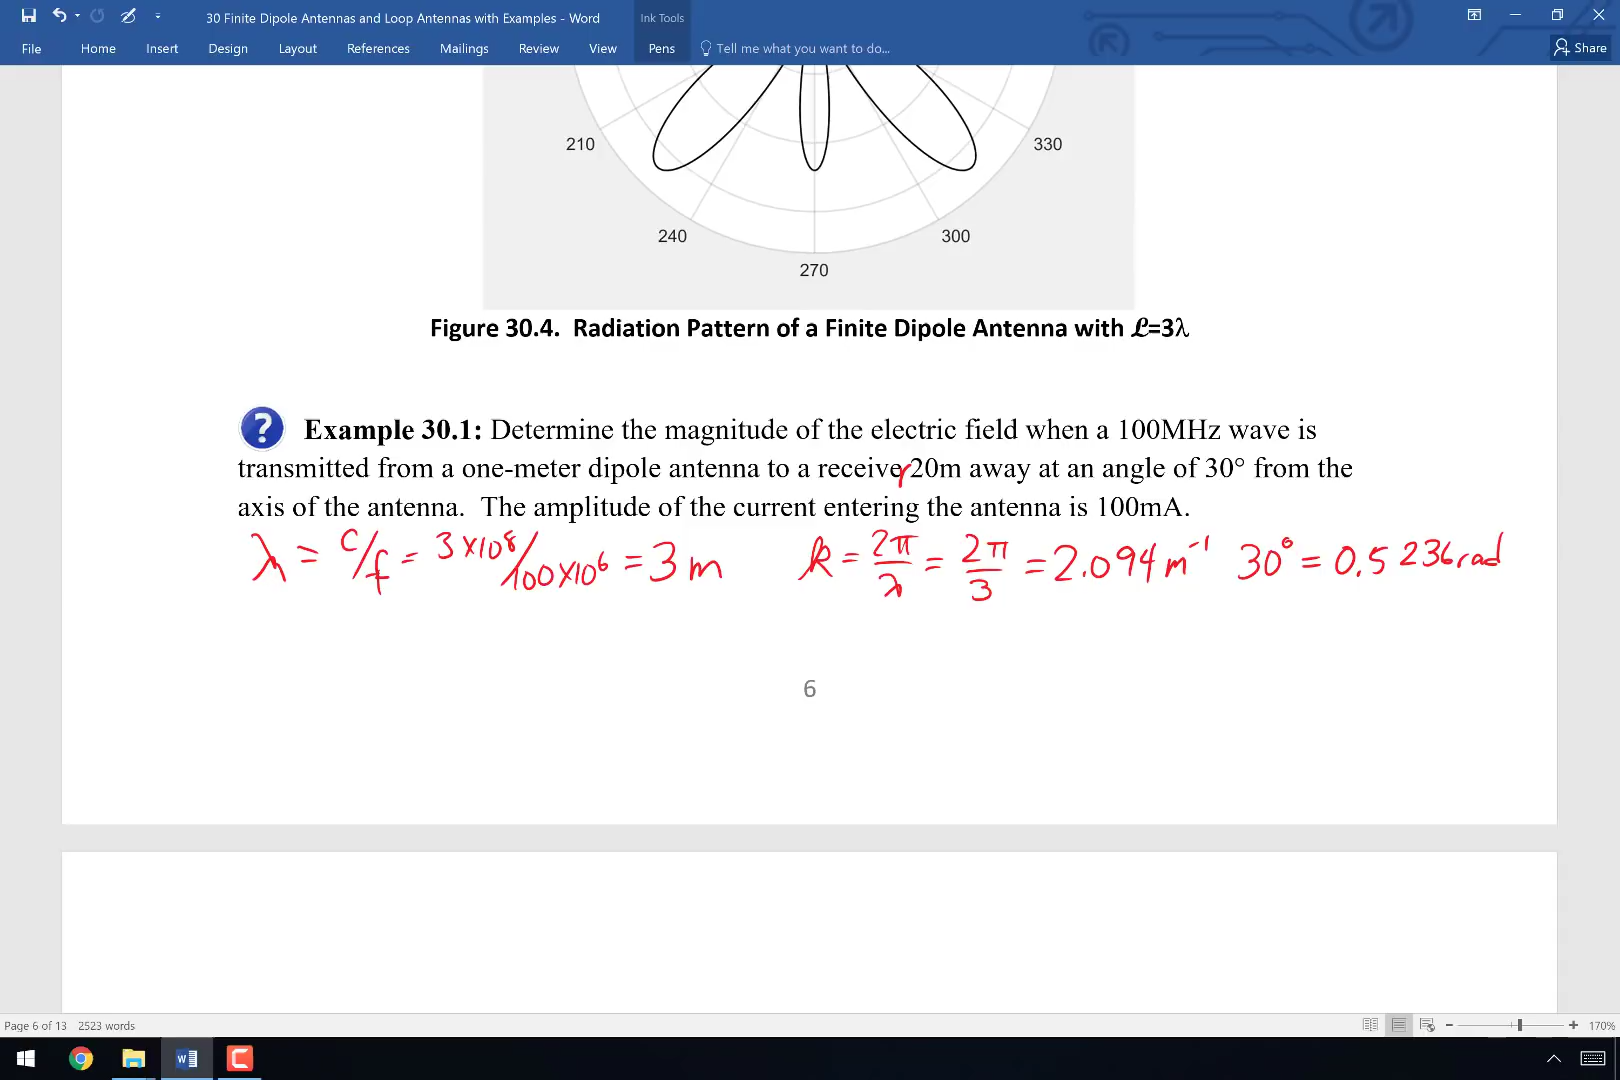 30 Finite Dipole Antennas and Loop Antennas with Examples - Word
Ink Tools
File Home Insert Design Layout References Mailings Review View Pens Tell me what you want to do... Share
210
330
240
300
270
Figure 30.4. Radiation Pattern of a Finite Dipole Antenna with ℒ=3λ
? Example 30.1: Determine the magnitude of the electric field when a 100MHz wave is
transmitted from a one-meter dipole antenna to a receiver 20m away at an angle of 30° from the
axis of the antenna. The amplitude of the current entering the antenna is 100mA.
λ = c/f = 3×10⁸/100×10⁶ = 3 m k = 2π/λ = 2π/3 = 2.094 m⁻¹ 30° = 0.5236 rad
6
Page 6 of 13 2523 words
170%